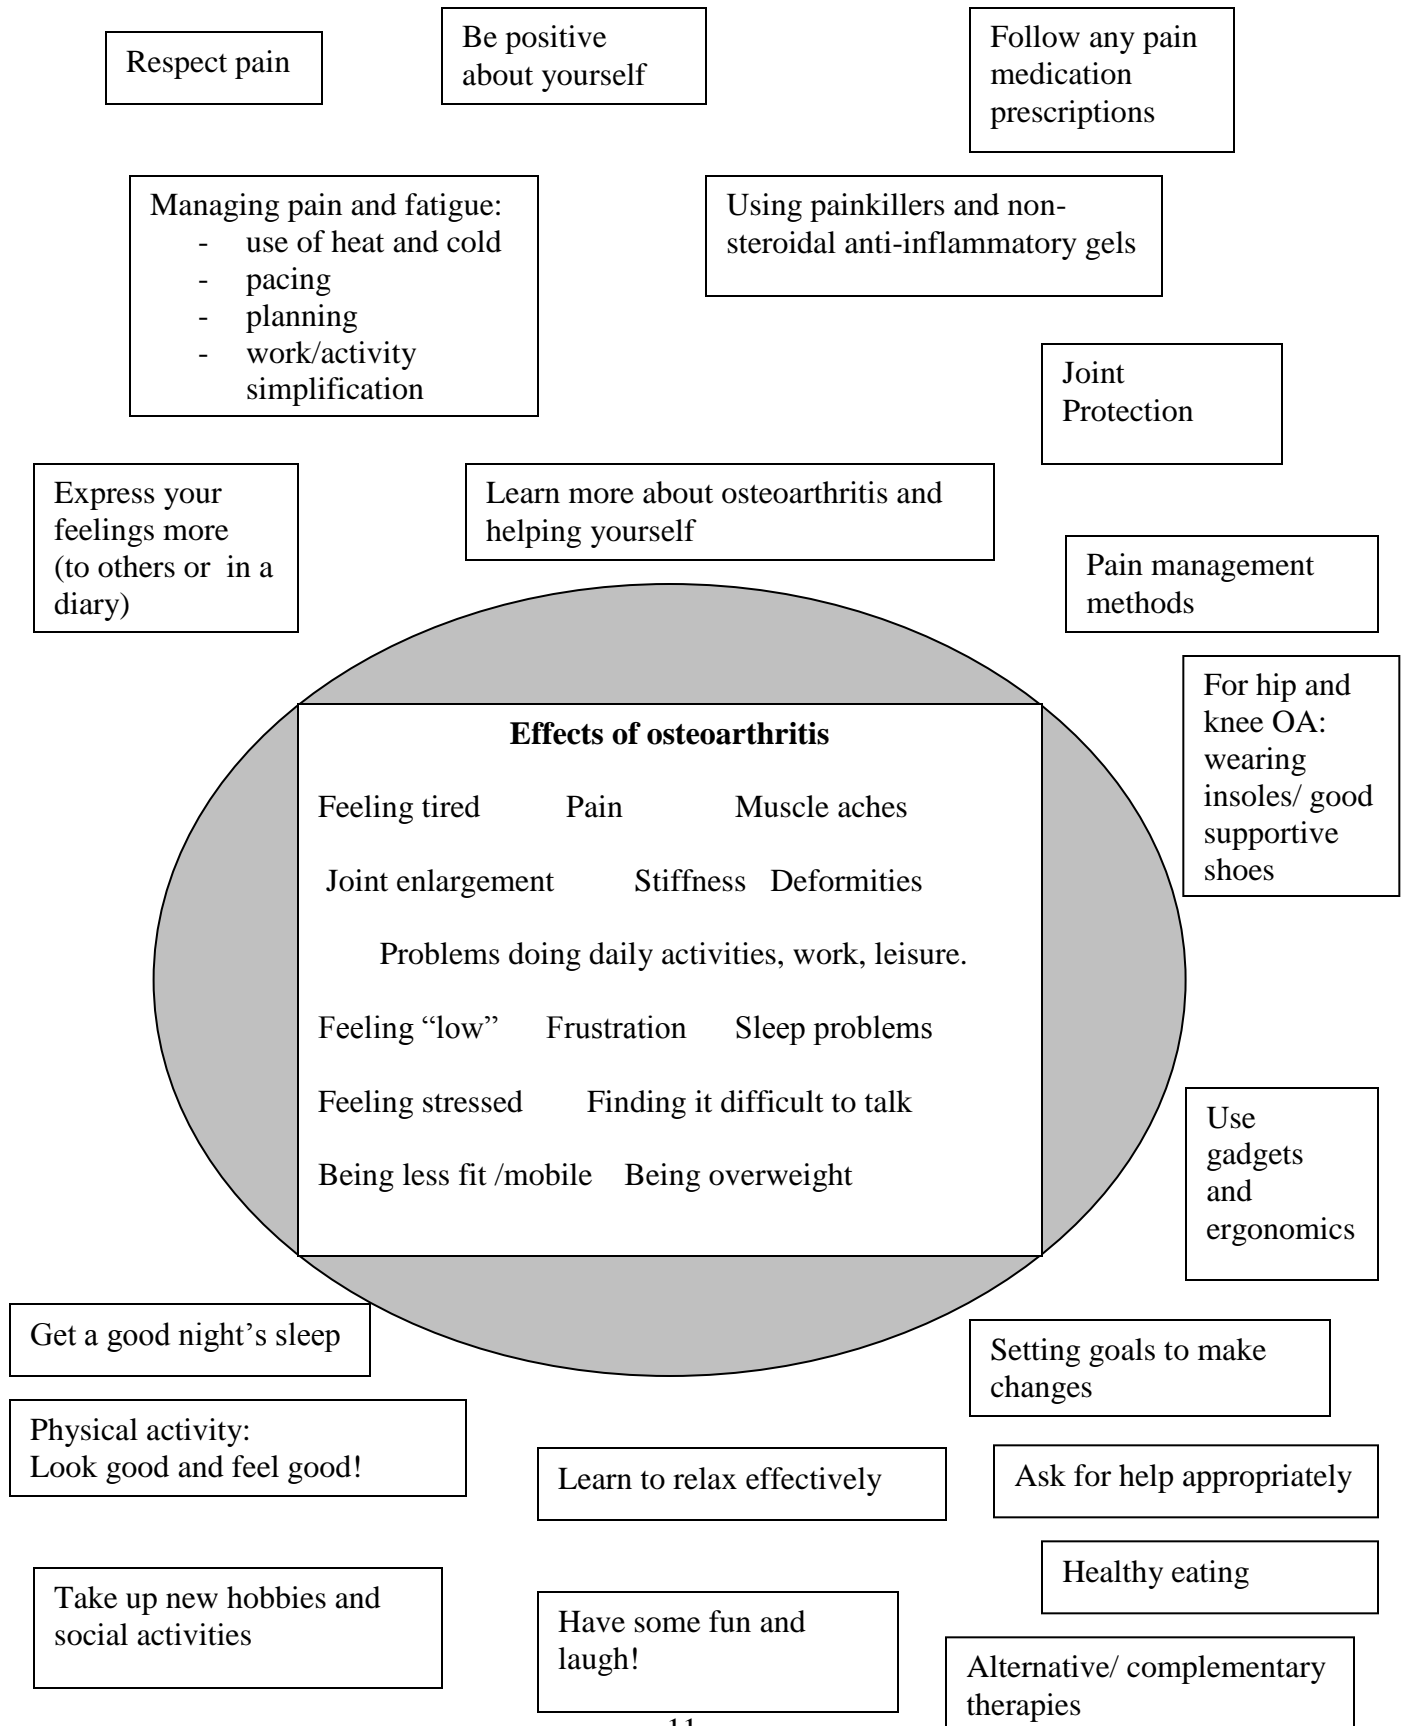 Respect pain
Be positive
about yourself
Follow any pain
medication
prescriptions
Managing pain and fatigue:
- use of heat and cold
- pacing
- planning
- work/activity
simplification
Using painkillers and non-
steroidal anti-inflammatory gels
Joint
Protection
Express your
feelings more
(to others or in a
diary)
Learn more about osteoarthritis and
helping yourself
Pain management
methods
For hip and
knee OA:
wearing
insoles/ good
supportive
shoes
Effects of osteoarthritis
Feeling tired Pain Muscle aches
Joint enlargement Stiffness Deformities
Problems doing daily activities, work, leisure.
Feeling “low” Frustration Sleep problems
Feeling stressed Finding it difficult to talk
Being less fit /mobile Being overweight
Use
gadgets
and
ergonomics
Get a good night’s sleep
Setting goals to make
changes
Physical activity:
Look good and feel good!
Learn to relax effectively
Ask for help appropriately
Healthy eating
Take up new hobbies and
social activities
Have some fun and
laugh!
Alternative/ complementary
therapies
11